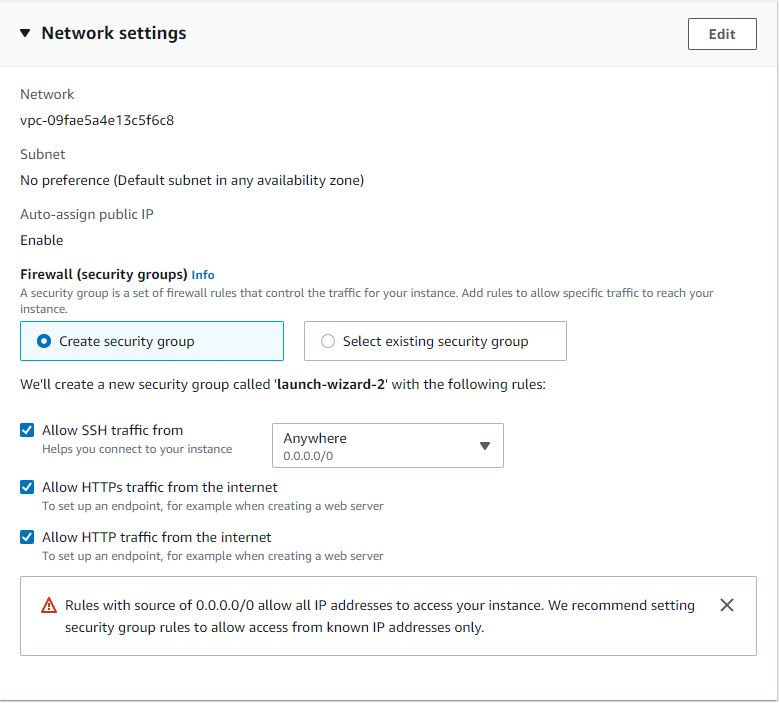 Network settings
Edit
Network
vpc-09fae5a4e13c5f6c8
Subnet
No preference (Default subnet in any availability zone)
Auto-assign public IP
Enable
Firewall (security groups) Info
A security group is a set of firewall rules that control the traffic for your instance. Add rules to allow specific traffic to reach your
instance.
Create security group
Select existing security group
We'll create a new security group called 'launch-wizard-2' with the following rules:
Allow SSH traffic from
Helps you connect to your instance
Anywhere
0.0.0.0/0
Allow HTTPs traffic from the internet
To set up an endpoint, for example when creating a web server
Allow HTTP traffic from the internet
To set up an endpoint, for example when creating a web server
Rules with source of 0.0.0.0/0 allow all IP addresses to access your instance. We recommend setting
security group rules to allow access from known IP addresses only.